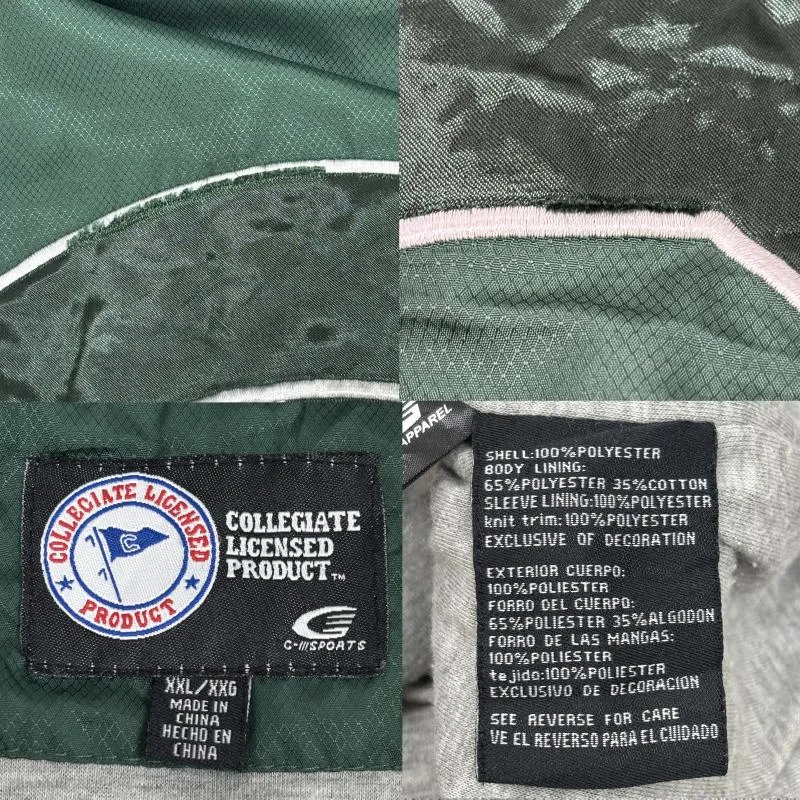 COLLEGIATE LICENSED
PRODUCT
C
COLLEGIATE
LICENSED
PRODUCT.™
G-IIISPORTS
XXL/XXG
MADE IN
CHINA
HECHO EN
CHINA
APPAREL
SHELL:100%POLYESTER
BODY LINING:
65%POLYESTER 35%COTTON
SLEEVE LINING:100%POLYESTER
knit trim:100%POLYESTER
EXCLUSIVE OF DECORATION
EXTERIOR CUERPO:
100%POLIESTER
FORRO DEL CUERPO:
65%POLIESTER 35%ALGODON
FORRO DE LAS MANGAS:
100%POLIESTER
tejido:100%POLIESTER
EXCLUSIVO DE DECORACION
SEE REVERSE FOR CARE
VE EL REVERSO PARA EL CUIDADO